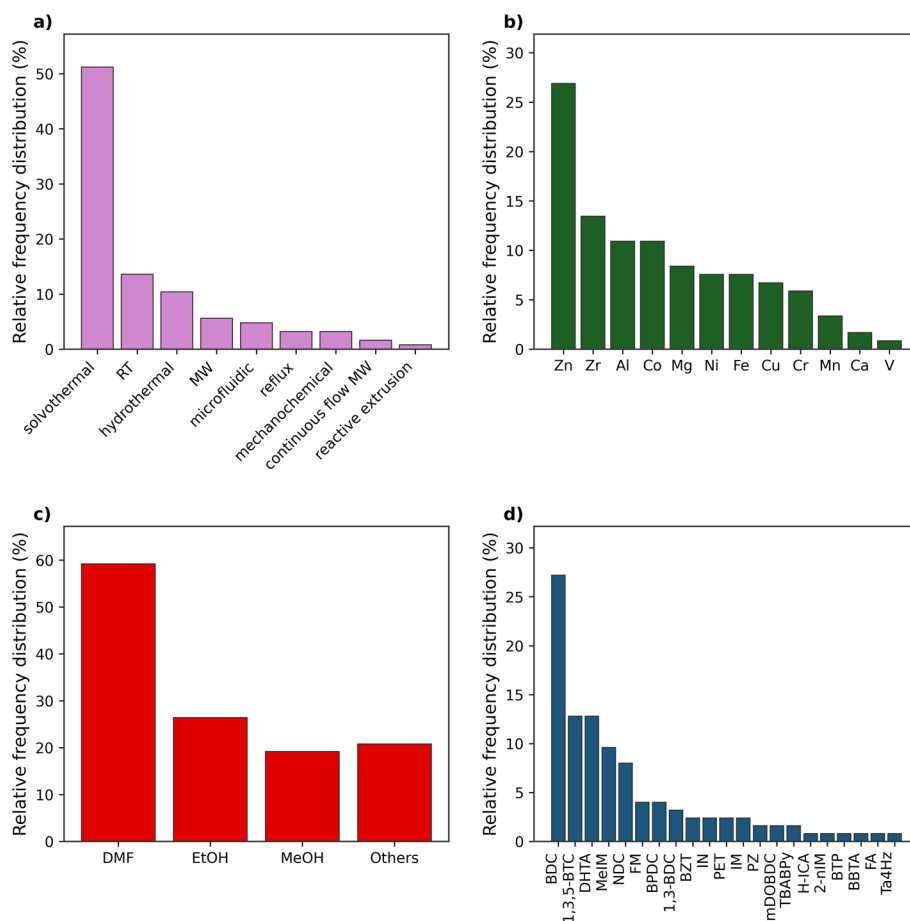 a)
Relative frequency distribution (%)
50
40
30
20
10
0
solvothermal
RT
hydrothermal
MW
microfluidic
reflux
mechanochemical
continuous flow MW
reactive extrusion
b)
Relative frequency distribution (%)
30
25
20
15
10
5
0
Zn Zr Al Co Mg Ni Fe Cu Cr Mn Ca V
c)
Relative frequency distribution (%)
60
50
40
30
20
10
0
DMF EtOH MeOH Others
d)
Relative frequency distribution (%)
30
25
20
15
10
5
0
BDC
1,3,5-BTC
DHTA
MeIM
NDC
FM
BPDC
1,3-BDC
BZT
IN
PET
IM
PZ
mDOBDC
TBABPy
H-ICA
2-nIM
BTP
BBTA
FA
Ta4Hz